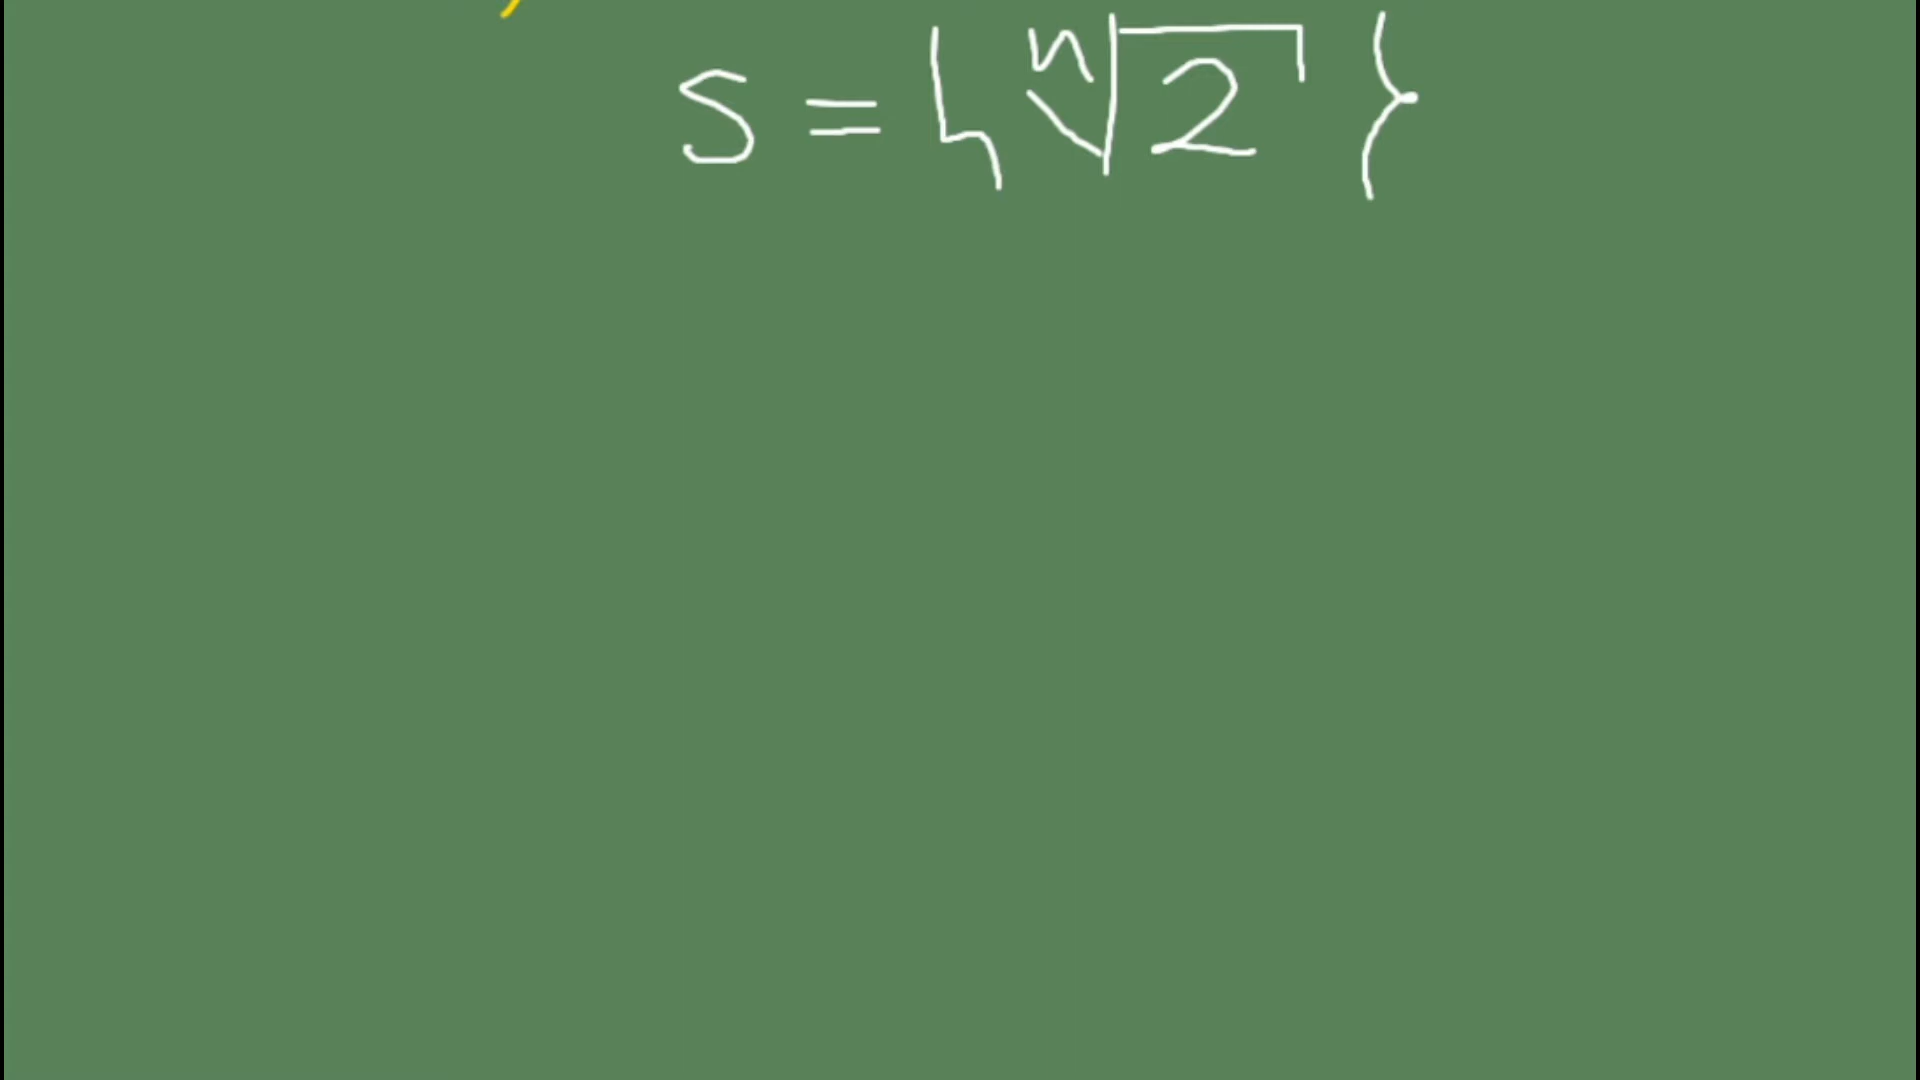 S = { ⁿ√2 }